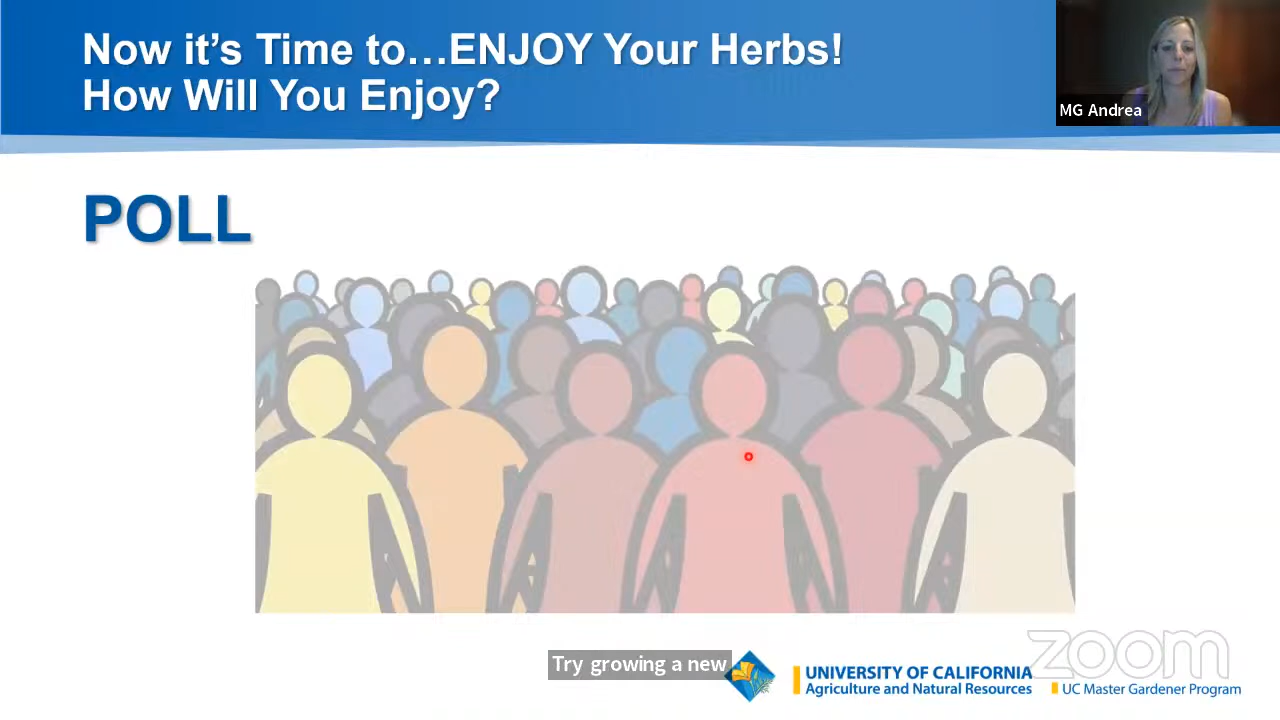 Now it's Time to…ENJOY Your Herbs!
How Will You Enjoy?
MG Andrea
POLL
Try growing a new
zoom
UNIVERSITY OF CALIFORNIA
Agriculture and Natural Resources
UC Master Gardener Program